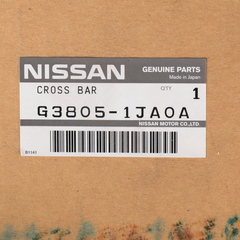 NISSAN
GENUINE PARTS
Made in Japan
CROSS BAR
QTY
1
G3805-1JA0A
NISSAN MOTOR CO.,LTD.